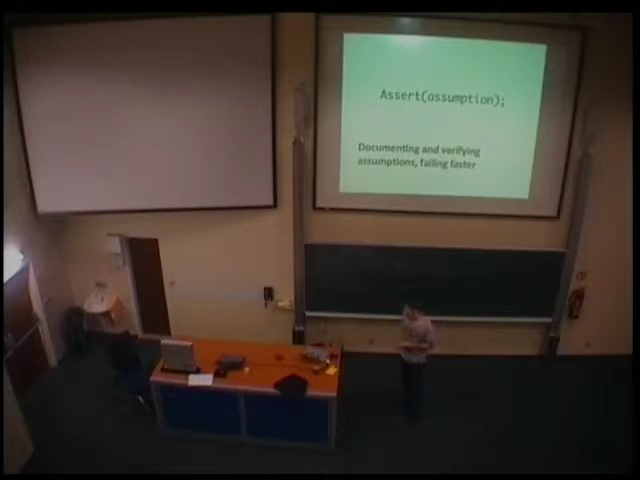 Assert(assumption);
Documenting and verifying
assumptions, failing faster